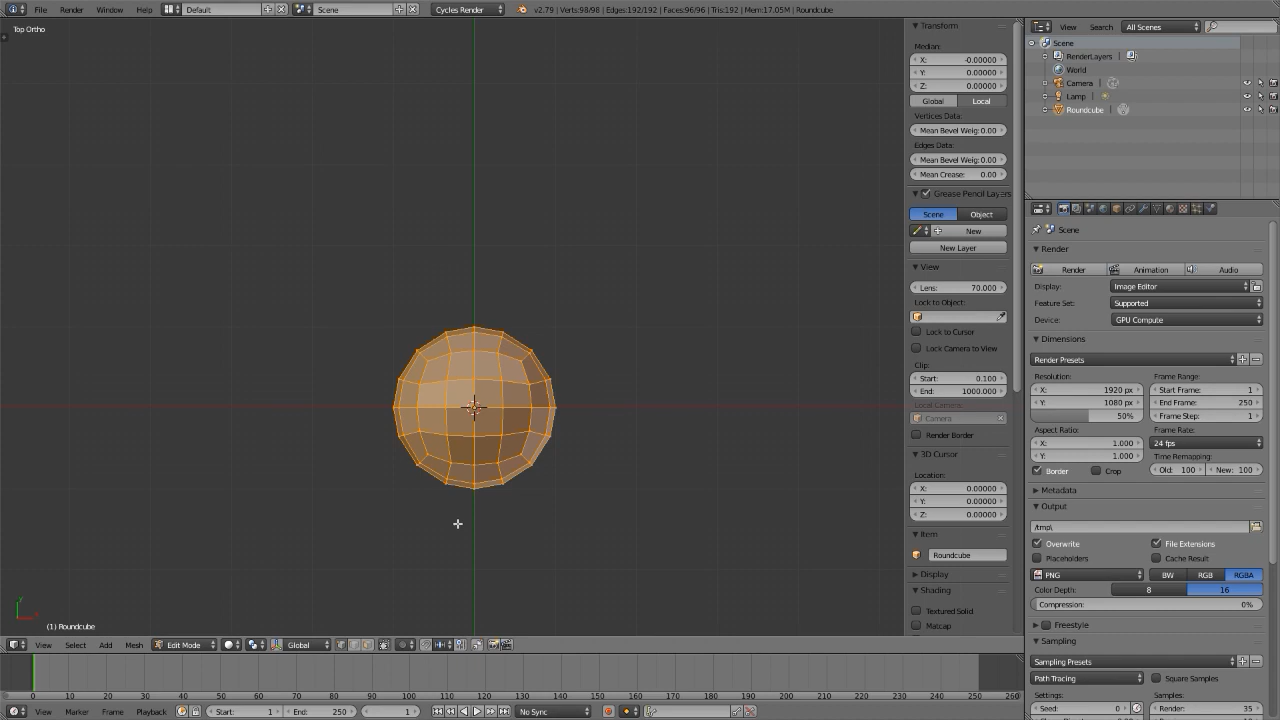 File Render Window Help Default Scene Cycles Render v2.79 | Verts:98/98 | Edges:192/192 | Faces:96/96 | Tris:192 | Mem:17.05M | Roundcube
Top Ortho
(1) Roundcube
Transform
Median:
X: -0.00000
Y: 0.00000
Z: 0.00000
Global Local
Vertices Data:
Mean Bevel Weig: 0.00
Edges Data:
Mean Bevel Weig: 0.00
Mean Crease: 0.00
Grease Pencil Layers
Scene Object
New
New Layer
View
Lens: 70.000
Lock to Object:
Lock to Cursor
Lock Camera to View
Clip:
Start: 0.100
End: 1000.000
Local Camera:
Camera
Render Border
3D Cursor
Location:
X: 0.00000
Y: 0.00000
Z: 0.00000
Item
Roundcube
Display
Shading
Textured Solid
Matcap
View Search All Scenes
Scene
RenderLayers
World
Camera
Lamp
Roundcube
Scene
Render
Render Animation Audio
Display: Image Editor
Feature Set: Supported
Device: GPU Compute
Dimensions
Render Presets
Resolution: Frame Range:
X: 1920 px Start Frame: 1
Y: 1080 px End Frame: 250
50% Frame Step: 1
Aspect Ratio: Frame Rate:
X: 1.000 24 fps
Y: 1.000 Time Remapping:
Border Crop Old: 100 New: 100
Metadata
Output
/tmp\
Overwrite File Extensions
Placeholders Cache Result
PNG BW RGB RGBA
Color Depth: 8 16
Compression: 0%
Freestyle
Sampling
Sampling Presets
Path Tracing Square Samples
Settings: Samples:
Seed: 0 Render: 35
View Select Add Mesh Edit Mode Global
0 10 20 30 40 50 60 70 80 90 100 110 120 130 140 150 160 170 180 190 200 210 220 230 240 250 260
View Marker Frame Playback Start: 1 End: 250 1 No Sync